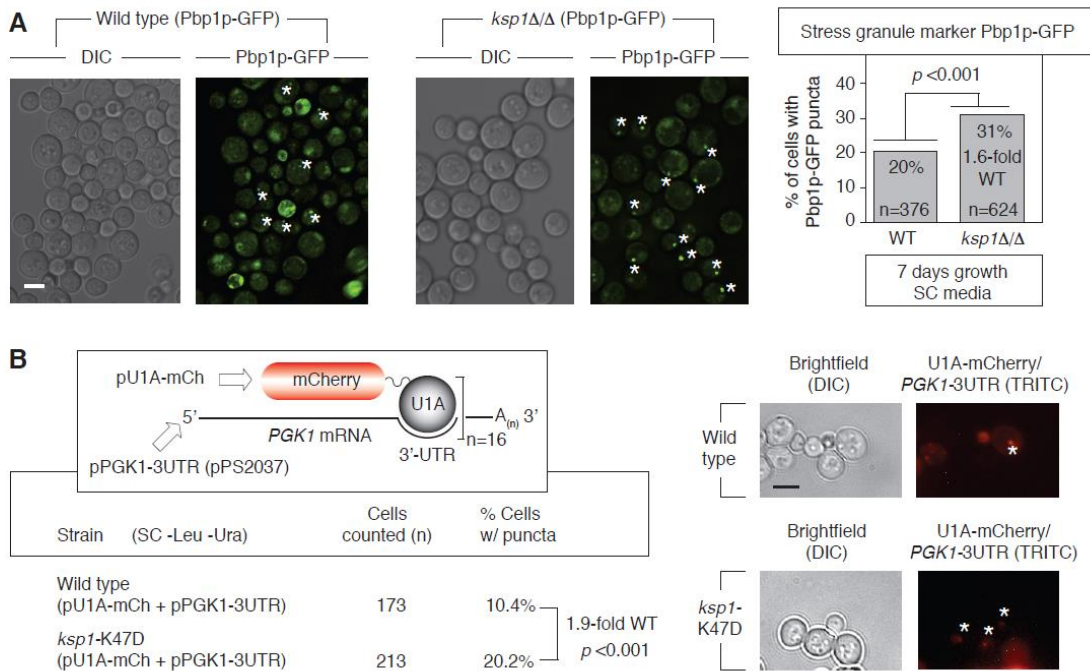 A
Wild type (Pbp1p-GFP)
DIC
Pbp1p-GFP
ksp1Δ/Δ (Pbp1p-GFP)
DIC
Pbp1p-GFP
* * * * * * *
* * * * * * * * * * *
Stress granule marker Pbp1p-GFP
% of cells with
Pbp1p-GFP puncta
40
30
20
10
0
p <0.001
20%
n=376
31%
1.6-fold
WT
n=624
WT
ksp1Δ/Δ
7 days growth
SC media
B
pU1A-mCh
mCherry
U1A
5’
A(n) 3’
PGK1 mRNA
n=16
3’-UTR
pPGK1-3UTR (pPS2037)
Strain (SC -Leu -Ura)
Cells
counted (n)
% Cells
w/ puncta
Wild type
(pU1A-mCh + pPGK1-3UTR) 173 10.4%
ksp1-K47D
(pU1A-mCh + pPGK1-3UTR) 213 20.2%
1.9-fold WT
p <0.001
Brightfield
(DIC)
U1A-mCherry/
PGK1-3UTR (TRITC)
Wild
type
*
Brightfield
(DIC)
U1A-mCherry/
PGK1-3UTR (TRITC)
ksp1-
K47D
* * *